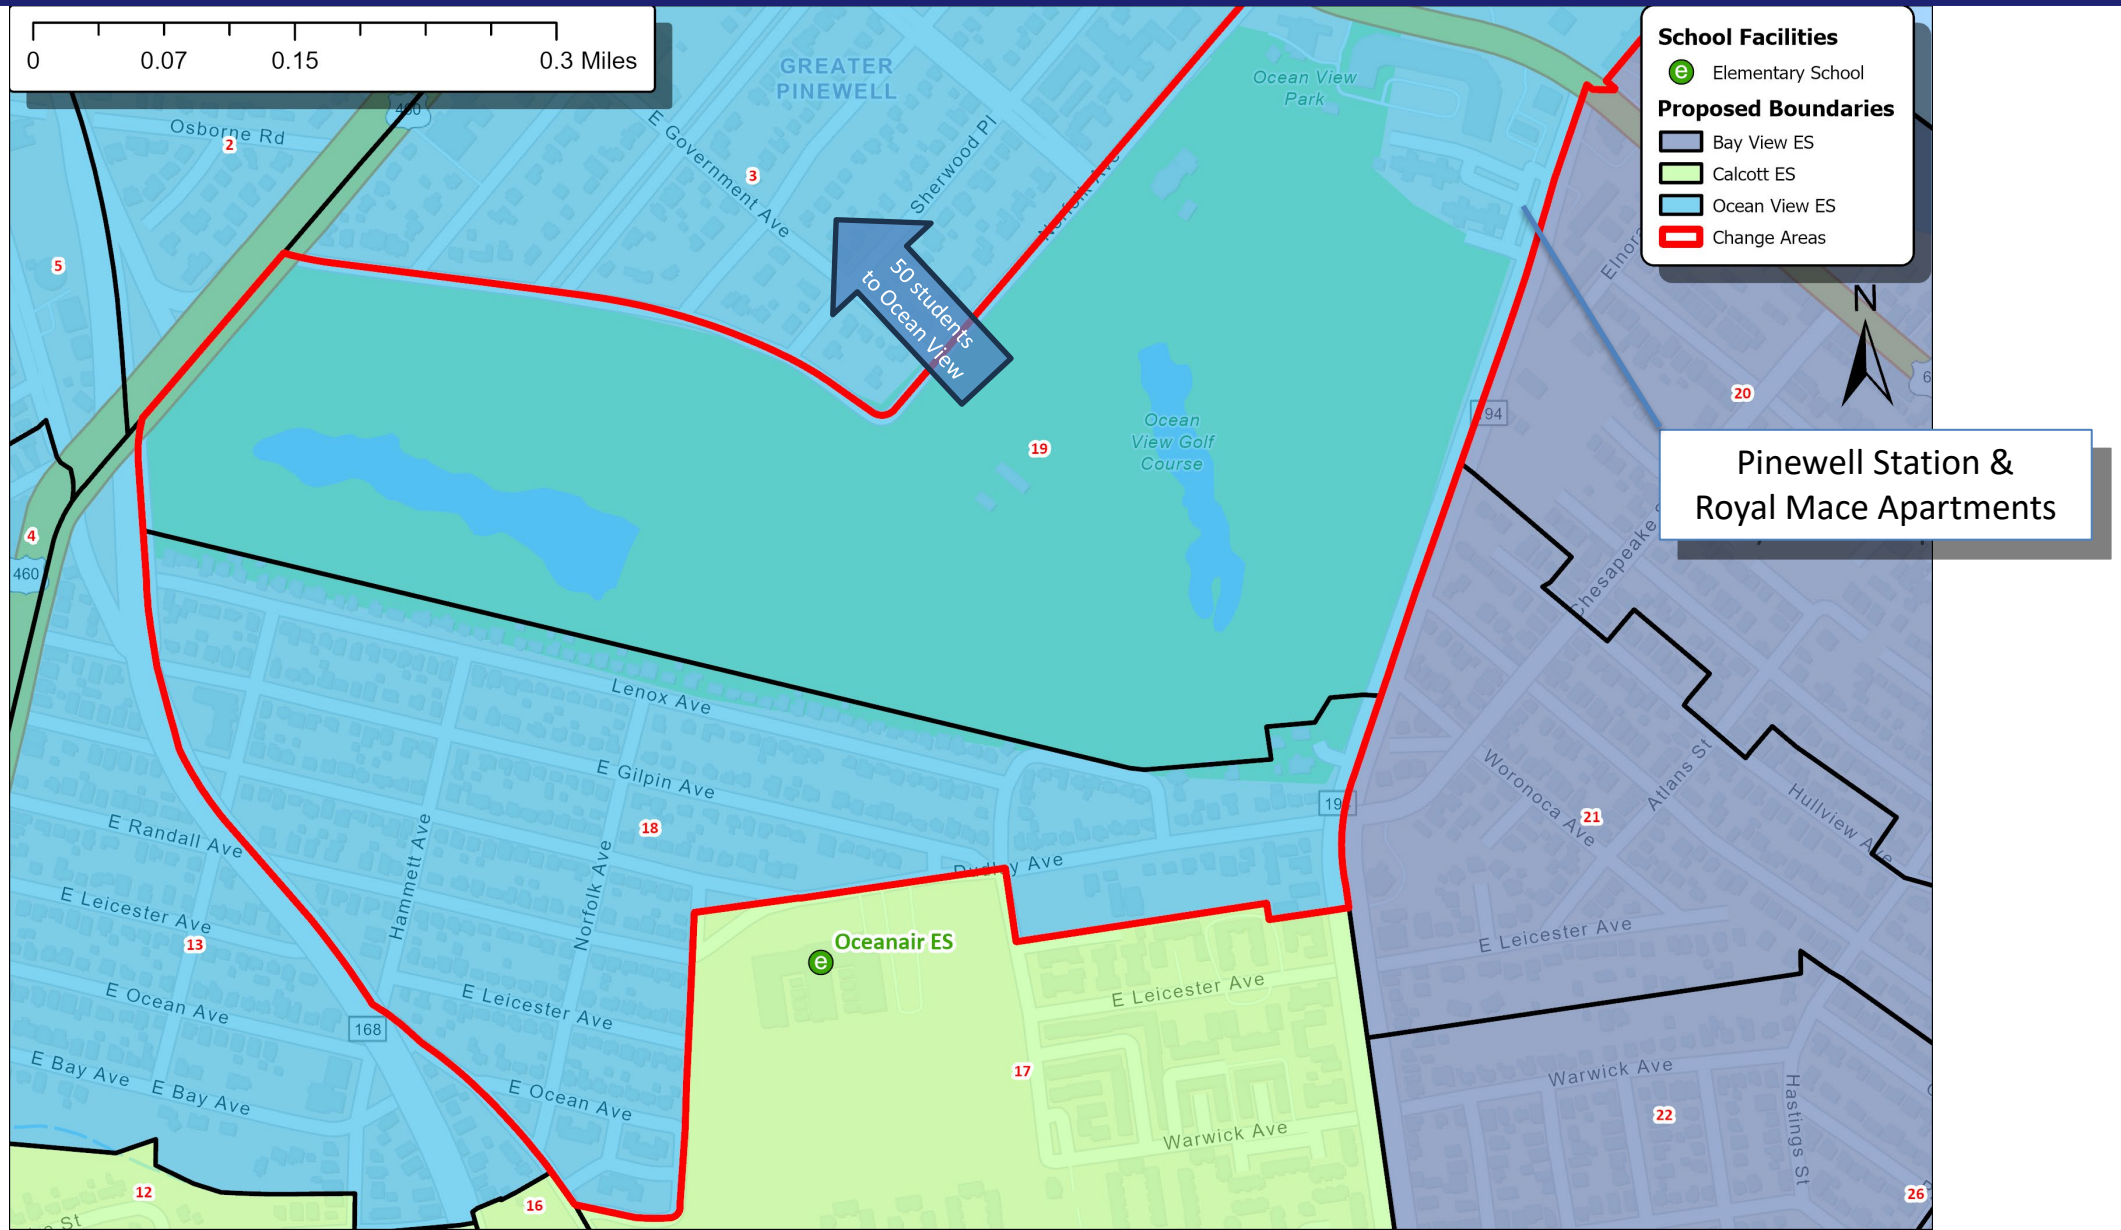 0 0.07 0.15 0.3 Miles
School Facilities
e Elementary School
Proposed Boundaries
Bay View ES
Calcott ES
Ocean View ES
Change Areas
N
GREATER
PINEWELL
Ocean View
Park
460
Osborne Rd
2
E Government Ave
3
Sherwood Pl
Norfolk Ave
5
50 students
to Ocean View
20
194
Ocean
View Golf
Course
19
Pinewell Station &
Royal Mace Apartments
4
460
Chesapeake
Lenox Ave
E Gilpin Ave
Woronoca Ave
Atlans St
Hullview Ave
21
18
E Randall Ave
Hammett Ave
Norfolk Ave
Dudley Ave
E Leicester Ave
13
Oceanair ES
e
E Leicester Ave
E Leicester Ave
E Ocean Ave
168
E Leicester Ave
17
E Bay Ave
E Bay Ave
E Ocean Ave
Warwick Ave
Warwick Ave
22
Hastings St
12
16
26
St